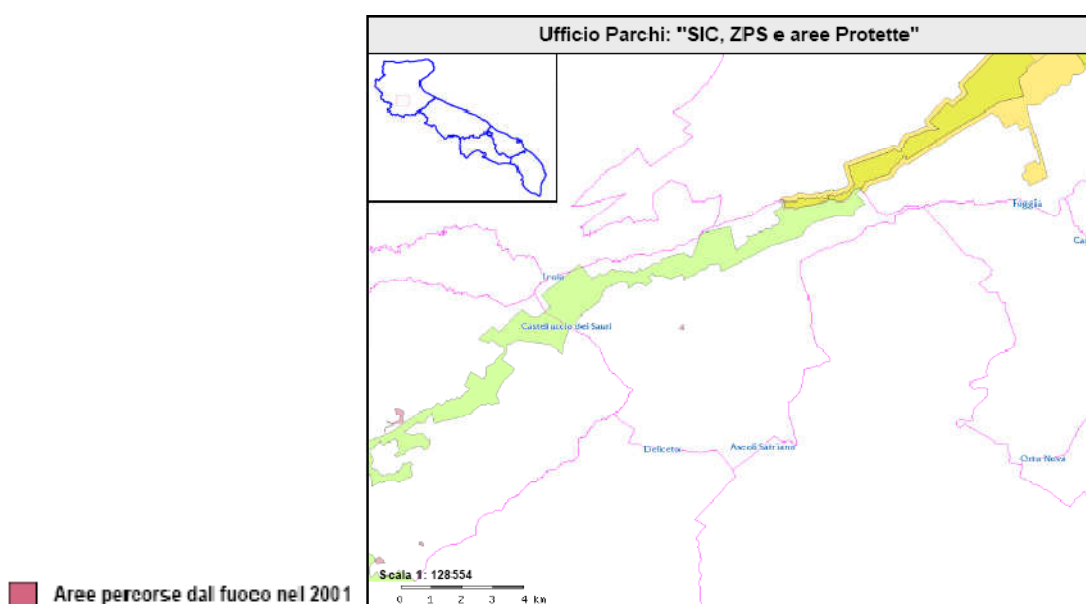 Ufficio Parchi: "SIC, ZPS e aree Protette"
Foggia
Troia
Castelluccio dei Sauri
Deliceto
Ascoli Satriano
Orta Nova
Scala 1: 128554
0 1 2 3 4 km
Aree percorse dal fuoco nel 2001